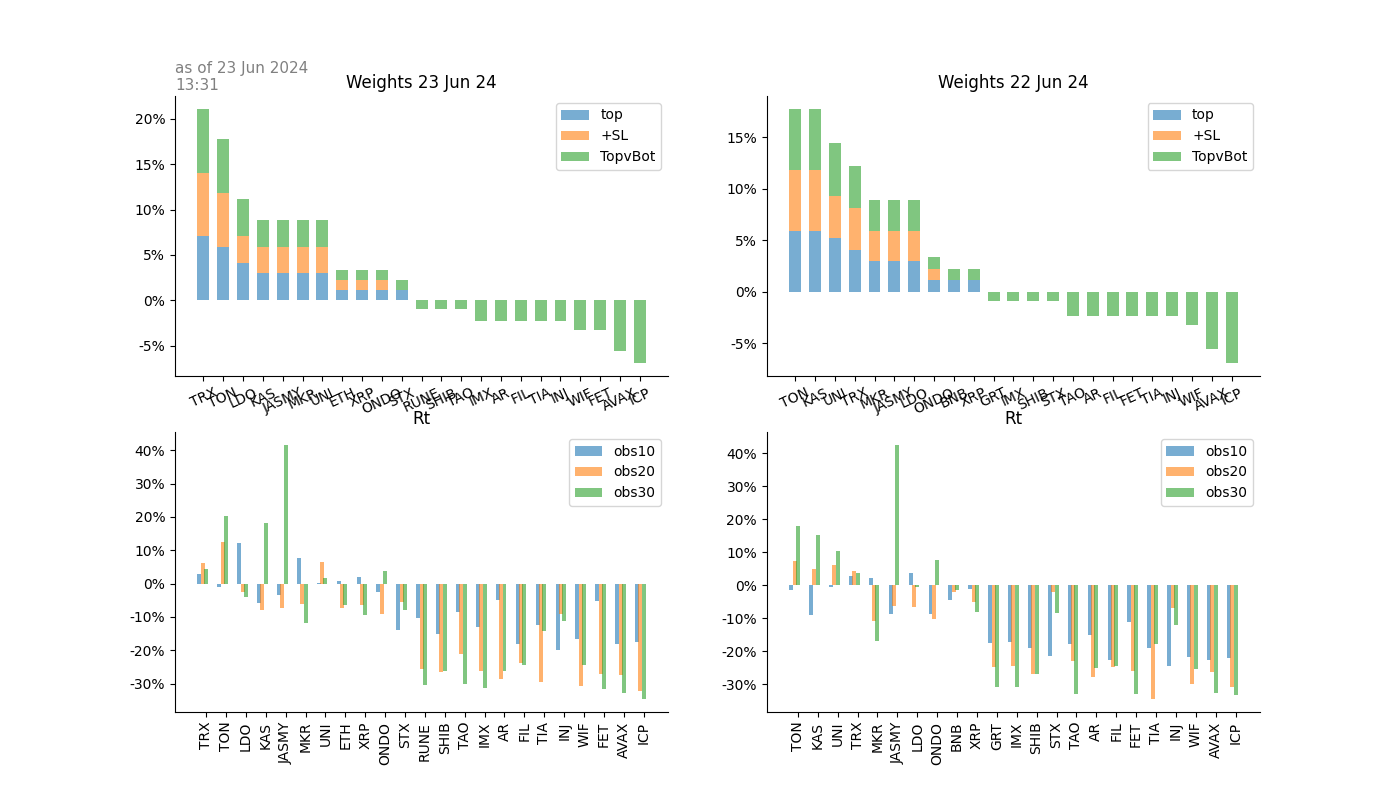 as of 23 Jun 2024
13:31
Weights 23 Jun 24
20%
15%
10%
5%
0%
-5%
top
+SL
TopvBot
TRX TON LDO KAS JASMY MKR UNI ETH XRP ONDO STX RUNE SHIB TAO IMX AR FIL TIA INJ WIF FET AVAX ICP
Weights 22 Jun 24
15%
10%
5%
0%
-5%
top
+SL
TopvBot
TON KAS UNI TRX MKR JASMY LDO ONDO BNB XRP GRT IMX SHIB STX TAO AR FIL FET TIA INJ WIF AVAX ICP
Rt
40%
30%
20%
10%
0%
-10%
-20%
-30%
obs10
obs20
obs30
TRX TON LDO KAS JASMY MKR UNI ETH XRP ONDO STX RUNE SHIB TAO IMX AR FIL TIA INJ WIF FET AVAX ICP
Rt
40%
30%
20%
10%
0%
-10%
-20%
-30%
obs10
obs20
obs30
TON KAS UNI TRX MKR JASMY LDO ONDO BNB XRP GRT IMX SHIB STX TAO AR FIL FET TIA INJ WIF AVAX ICP